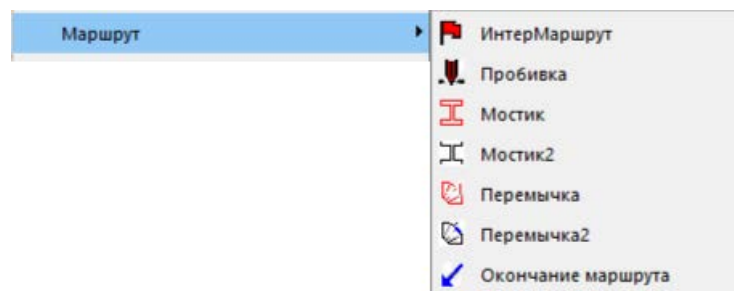 Маршрут
ИнтерМаршрут
Пробивка
Мостик
Мостик2
Перемычка
Перемычка2
Окончание маршрута